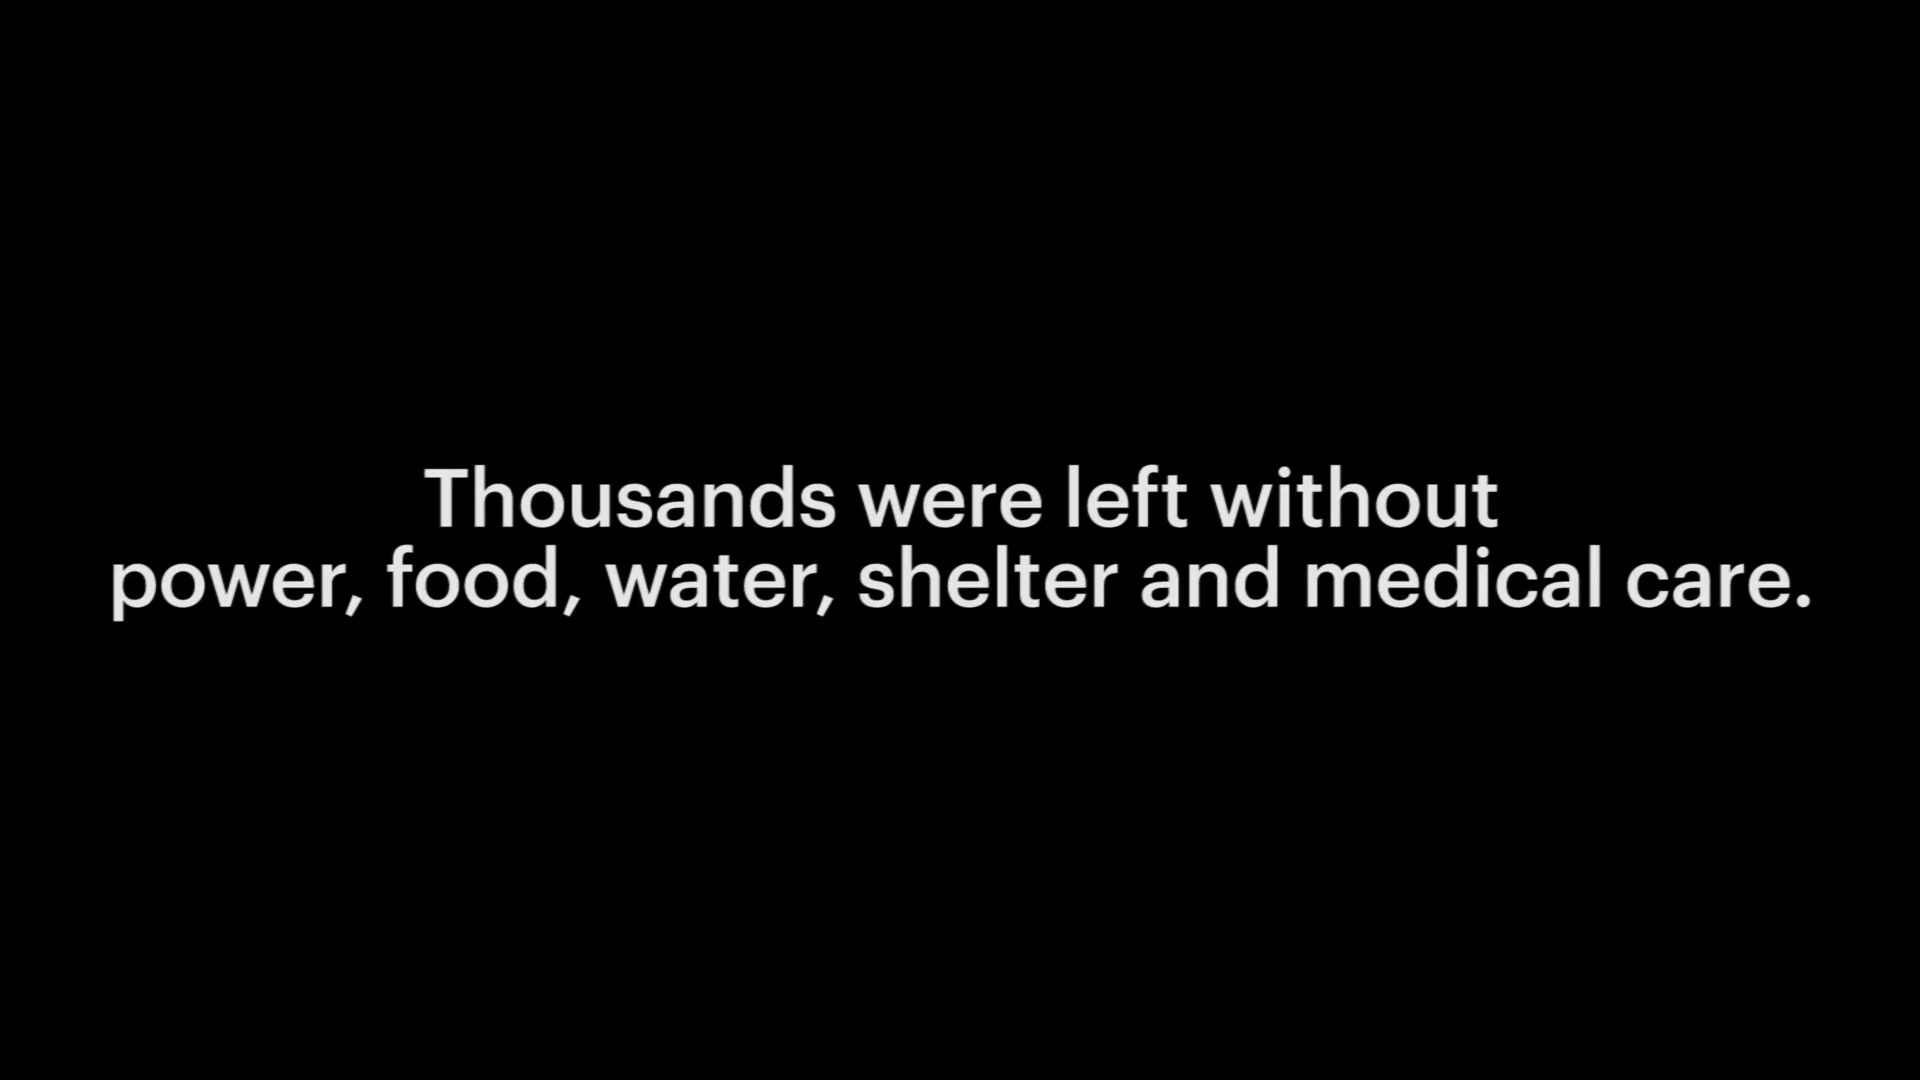 Thousands were left without
power, food, water, shelter and medical care.